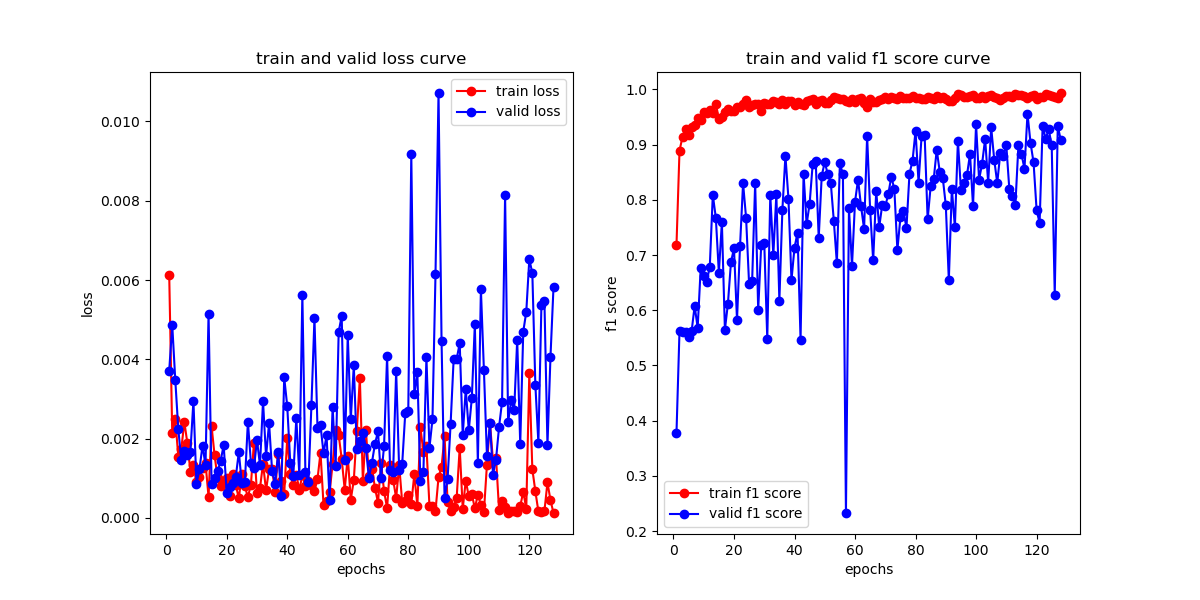 train and valid loss curve
train loss
valid loss
0.010
0.008
0.006
0.004
0.002
0.000
loss
0 20 40 60 80 100 120
epochs
train and valid f1 score curve
1.0
0.9
0.8
0.7
0.6
0.5
0.4
0.3
0.2
f1 score
train f1 score
valid f1 score
0 20 40 60 80 100 120
epochs